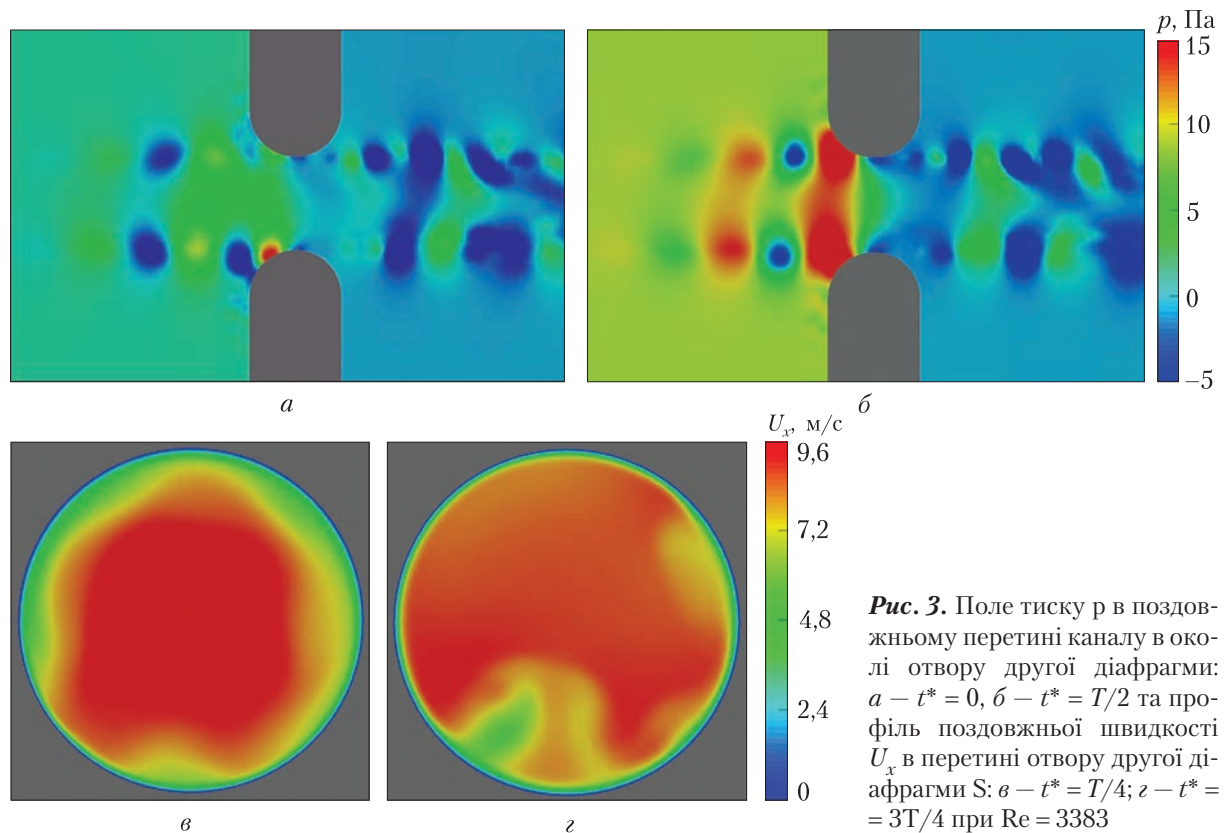 p, Па
15
10
5
0
−5
а
б
U_x, м/с
9,6
7,2
4,8
2,4
0
в
г
Рис. 3. Поле тиску p в поздов-
жньому перетині каналу в око-
лі отвору другої діафрагми:
а − t* = 0, б − t* = T/2 та про-
філь поздовжньої швидкості
U_x в перетині отвору другої ді-
афрагми S: в − t* = T/4; г − t* =
= 3T/4 при Re = 3383